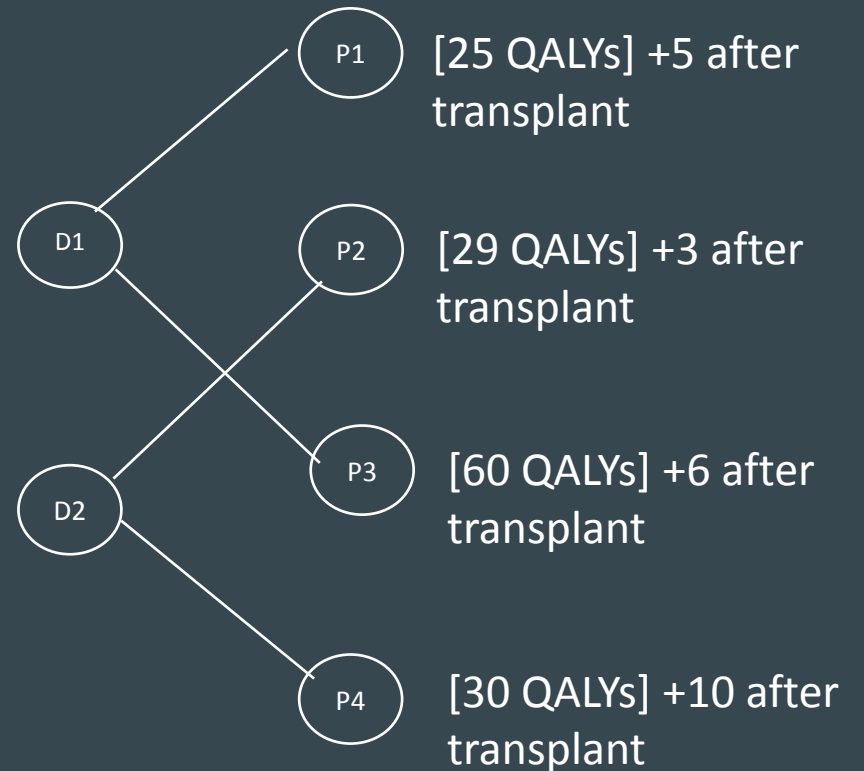 P1
[25 QALYs] +5 after
transplant
D1
P2
[29 QALYs] +3 after
transplant
P3
[60 QALYs] +6 after
transplant
D2
P4
[30 QALYs] +10 after
transplant